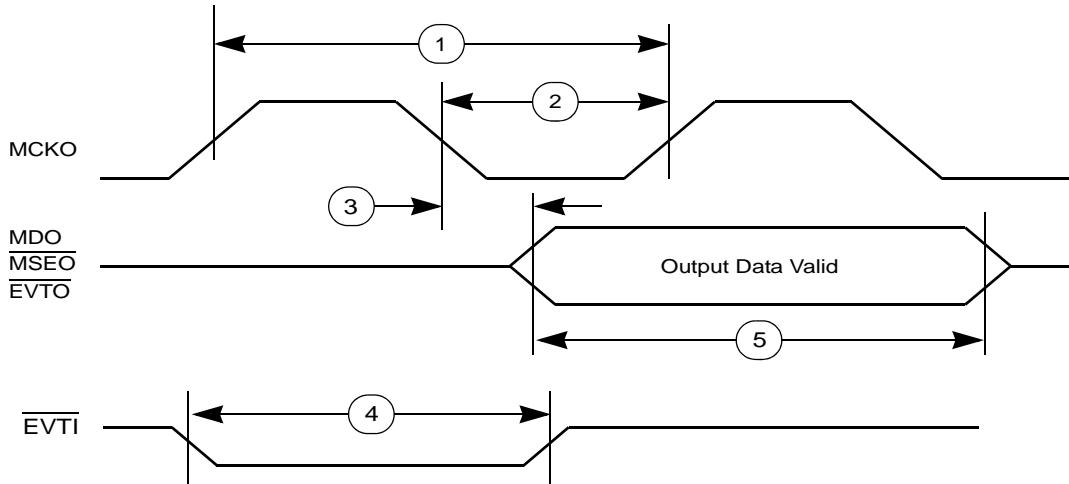 1
2
MCKO
3
MDO
MSEO
EVTO
Output Data Valid
5
4
EVTI